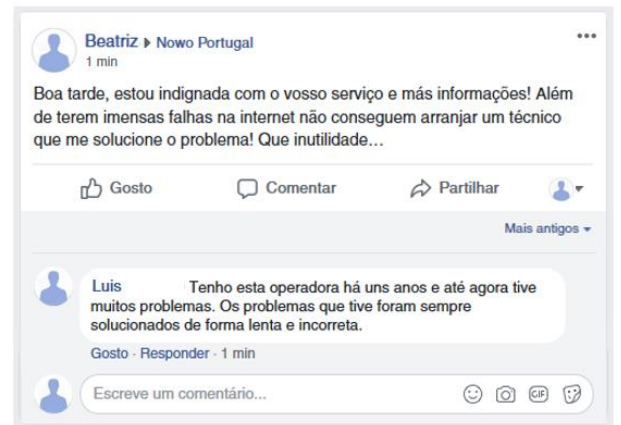 Beatriz ▸ Nowo Portugal
1 min
Boa tarde, estou indignada com o vosso serviço e más informações! Além
de terem imensas falhas na internet não conseguem arranjar um técnico
que me solucione o problema! Que inutilidade...
Gosto Comentar Partilhar
Mais antigos
Luis Tenho esta operadora há uns anos e até agora tive
muitos problemas. Os problemas que tive foram sempre
solucionados de forma lenta e incorreta.
Gosto · Responder · 1 min
Escreve um comentário... GIF